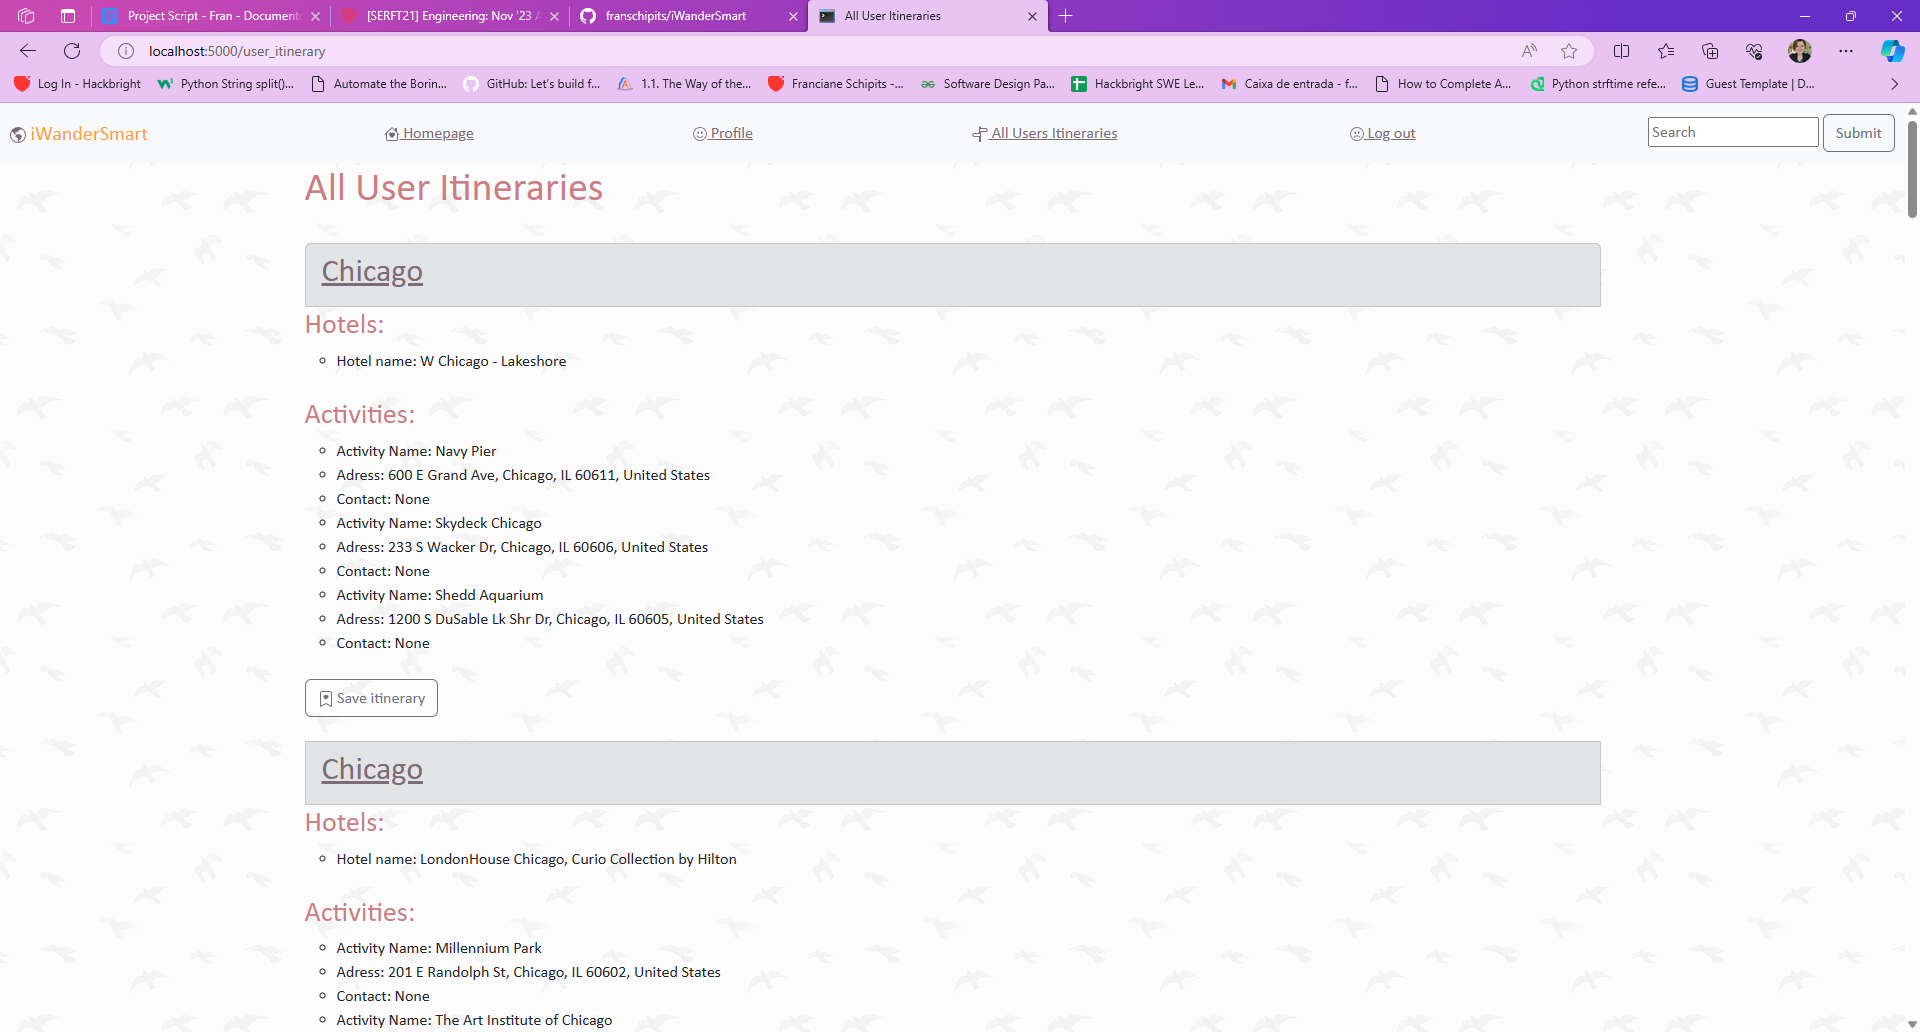 Project Script - Fran - Document
[SERFT21] Engineering: Nov '23
franschipits/iWanderSmart
All User Itineraries
localhost:5000/user_itinerary
Log In - Hackbright
Python String split()...
Automate the Borin...
GitHub: Let's build f...
1.1. The Way of the...
Franciane Schipits -...
Software Design Pa...
Hackbright SWE Le...
Caixa de entrada - f...
How to Complete A...
Python strftime refe...
Guest Template | D...
iWanderSmart
Homepage
Profile
All Users Itineraries
Log out
Search
Submit
All User Itineraries
Chicago
Hotels:
Hotel name: W Chicago - Lakeshore
Activities:
Activity Name: Navy Pier
Adress: 600 E Grand Ave, Chicago, IL 60611, United States
Contact: None
Activity Name: Skydeck Chicago
Adress: 233 S Wacker Dr, Chicago, IL 60606, United States
Contact: None
Activity Name: Shedd Aquarium
Adress: 1200 S DuSable Lk Shr Dr, Chicago, IL 60605, United States
Contact: None
Save itinerary
Chicago
Hotels:
Hotel name: LondonHouse Chicago, Curio Collection by Hilton
Activities:
Activity Name: Millennium Park
Adress: 201 E Randolph St, Chicago, IL 60602, United States
Contact: None
Activity Name: The Art Institute of Chicago